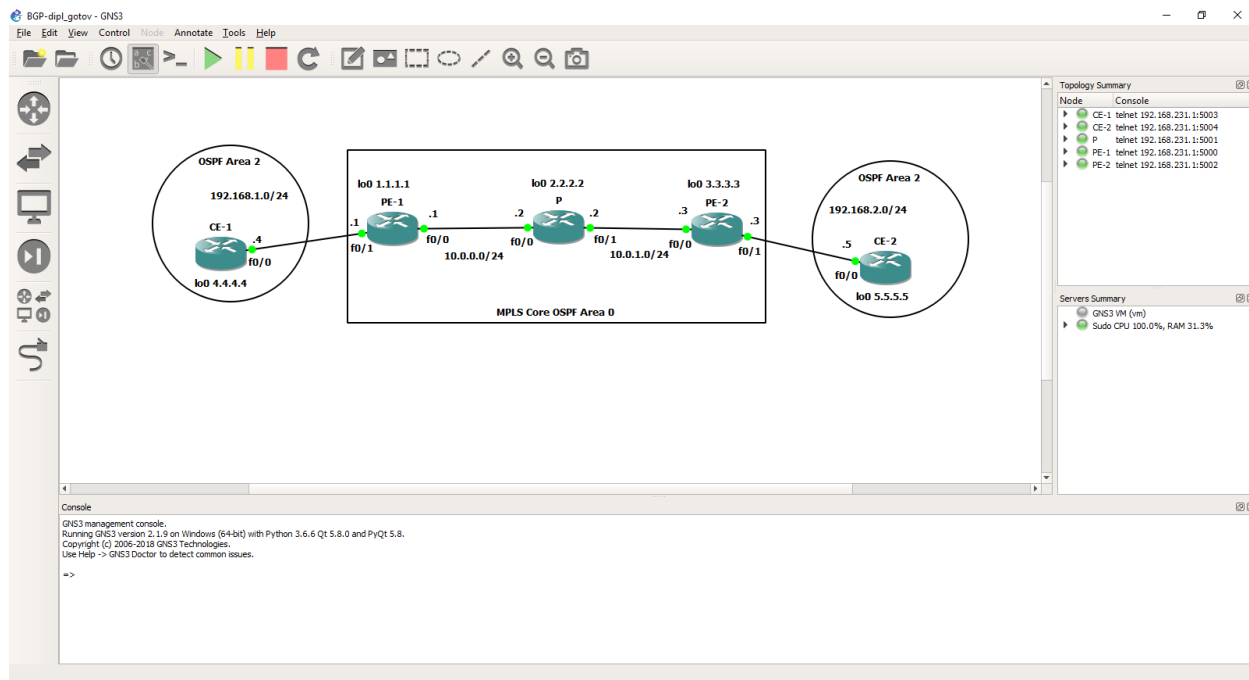 BGP-dipl_gotov - GNS3
File Edit View Control Node Annotate Tools Help
Topology Summary
Node Console
CE-1 telnet 192.168.231.1:5003
CE-2 telnet 192.168.231.1:5004
P telnet 192.168.231.1:5001
PE-1 telnet 192.168.231.1:5000
PE-2 telnet 192.168.231.1:5002
OSPF Area 2
192.168.1.0/24
CE-1
.4
f0/0
lo0 4.4.4.4
lo0 1.1.1.1
PE-1
.1
.1
f0/1
f0/0
10.0.0.0/24
lo0 2.2.2.2
P
.2
.2
f0/0
f0/1
10.0.1.0/24
lo0 3.3.3.3
PE-2
.3
.3
f0/0
f0/1
MPLS Core OSPF Area 0
OSPF Area 2
192.168.2.0/24
CE-2
.5
f0/0
lo0 5.5.5.5
Servers Summary
GNS3 VM (vm)
Sudo CPU 100.0%, RAM 31.3%
Console
GNS3 management console.
Running GNS3 version 2.1.9 on Windows (64-bit) with Python 3.6.6 Qt 5.8.0 and PyQt 5.8.
Copyright (c) 2006-2018 GNS3 Technologies.
Use Help -> GNS3 Doctor to detect common issues.
=>